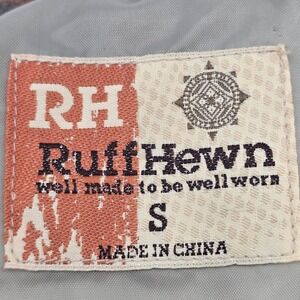 RH
RuffHewn
well made to be well worn
S
MADE IN CHINA